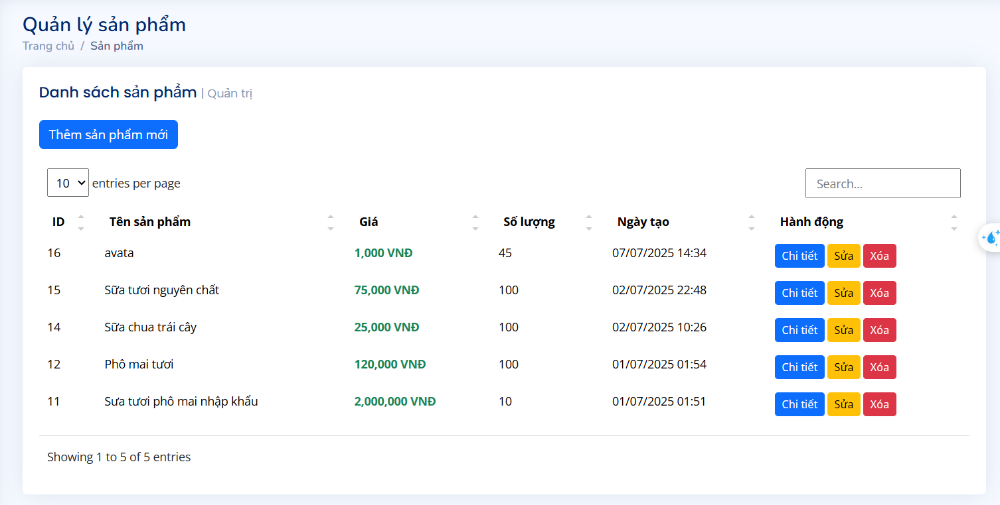 Quản lý sản phẩm
Trang chủ / Sản phẩm
Danh sách sản phẩm | Quản trị
Thêm sản phẩm mới
10 entries per page
Search...
ID Tên sản phẩm Giá Số lượng Ngày tạo Hành động
16 avata 1,000 VNĐ 45 07/07/2025 14:34 Chi tiết Sửa Xóa
15 Sữa tươi nguyên chất 75,000 VNĐ 100 02/07/2025 22:48 Chi tiết Sửa Xóa
14 Sữa chua trái cây 25,000 VNĐ 100 02/07/2025 10:26 Chi tiết Sửa Xóa
12 Phô mai tươi 120,000 VNĐ 100 01/07/2025 01:54 Chi tiết Sửa Xóa
11 Sưa tươi phô mai nhập khẩu 2,000,000 VNĐ 10 01/07/2025 01:51 Chi tiết Sửa Xóa
Showing 1 to 5 of 5 entries